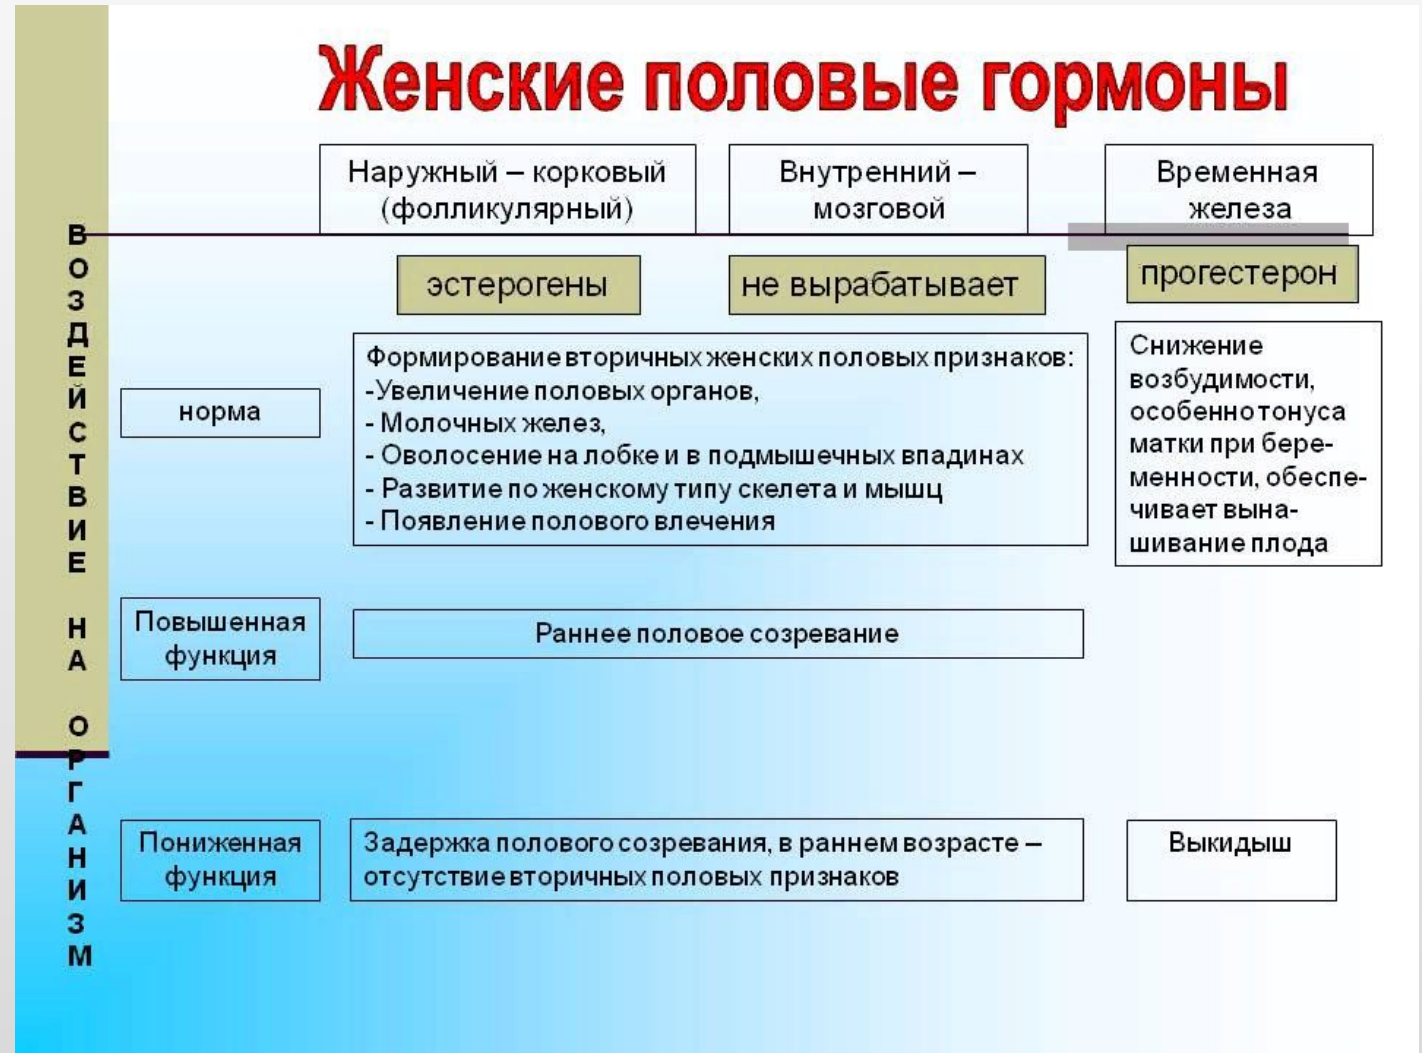 Женские половые гормоны
Наружный – корковый
(фолликулярный)
Внутренний –
мозговой
Временная
железа
эстерогены
не вырабатывает
прогестерон
ВОЗДЕЙСТВИЕ НА ОРГАНИЗМ
норма
Формирование вторичных женских половых признаков:
-Увеличение половых органов,
- Молочных желез,
- Оволосение на лобке и в подмышечных впадинах
- Развитие по женскому типу скелета и мышц
- Появление полового влечения
Снижение
возбудимости,
особенно тонуса
матки при бере-
менности, обеспе-
чивает вына-
шивание плода
Повышенная
функция
Раннее половое созревание
Пониженная
функция
Задержка полового созревания, в раннем возрасте –
отсутствие вторичных половых признаков
Выкидыш